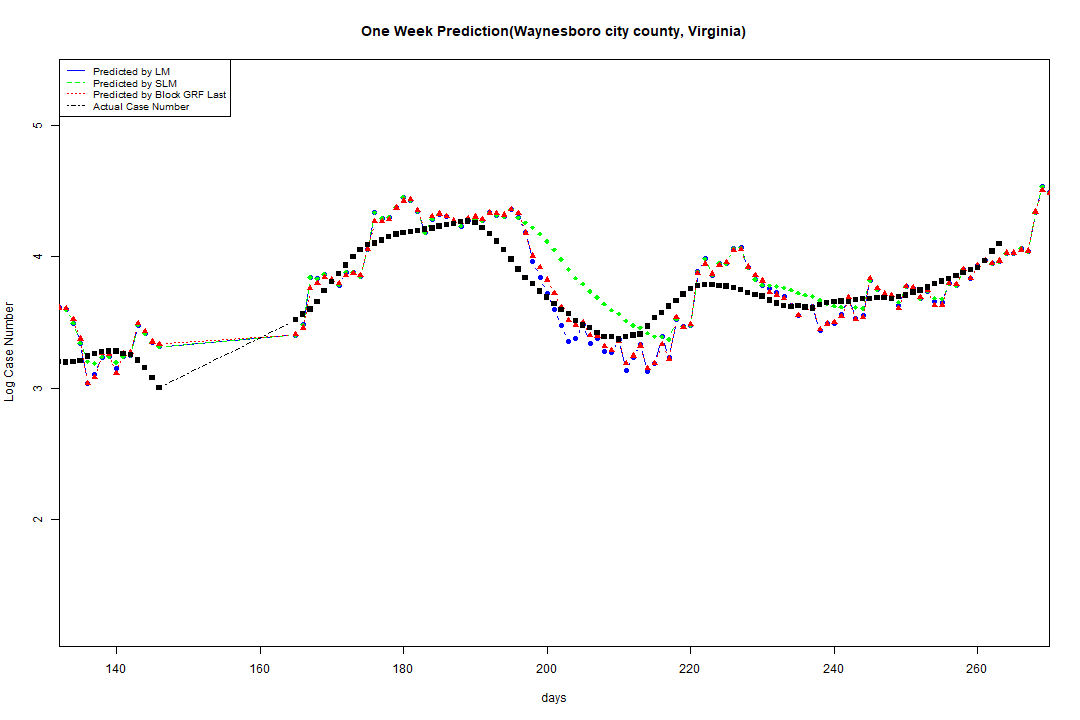 One Week Prediction(Waynesboro city county, Virginia)
Predicted by LM
Predicted by SLM
Predicted by Block GRF Last
Actual Case Number
5
4
3
2
Log Case Number
140 160 180 200 220 240 260
days